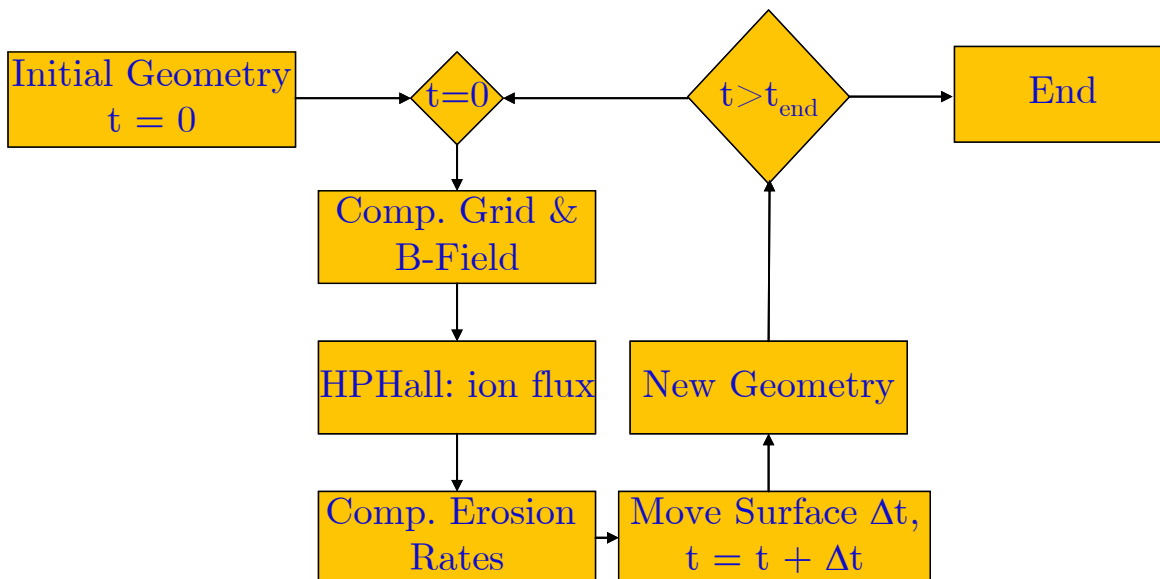 Initial Geometry
t = 0
t=0
t>t_end
End
Comp. Grid &
B-Field
HPHall: ion flux
New Geometry
Comp. Erosion
Rates
Move Surface Δt,
t = t + Δt